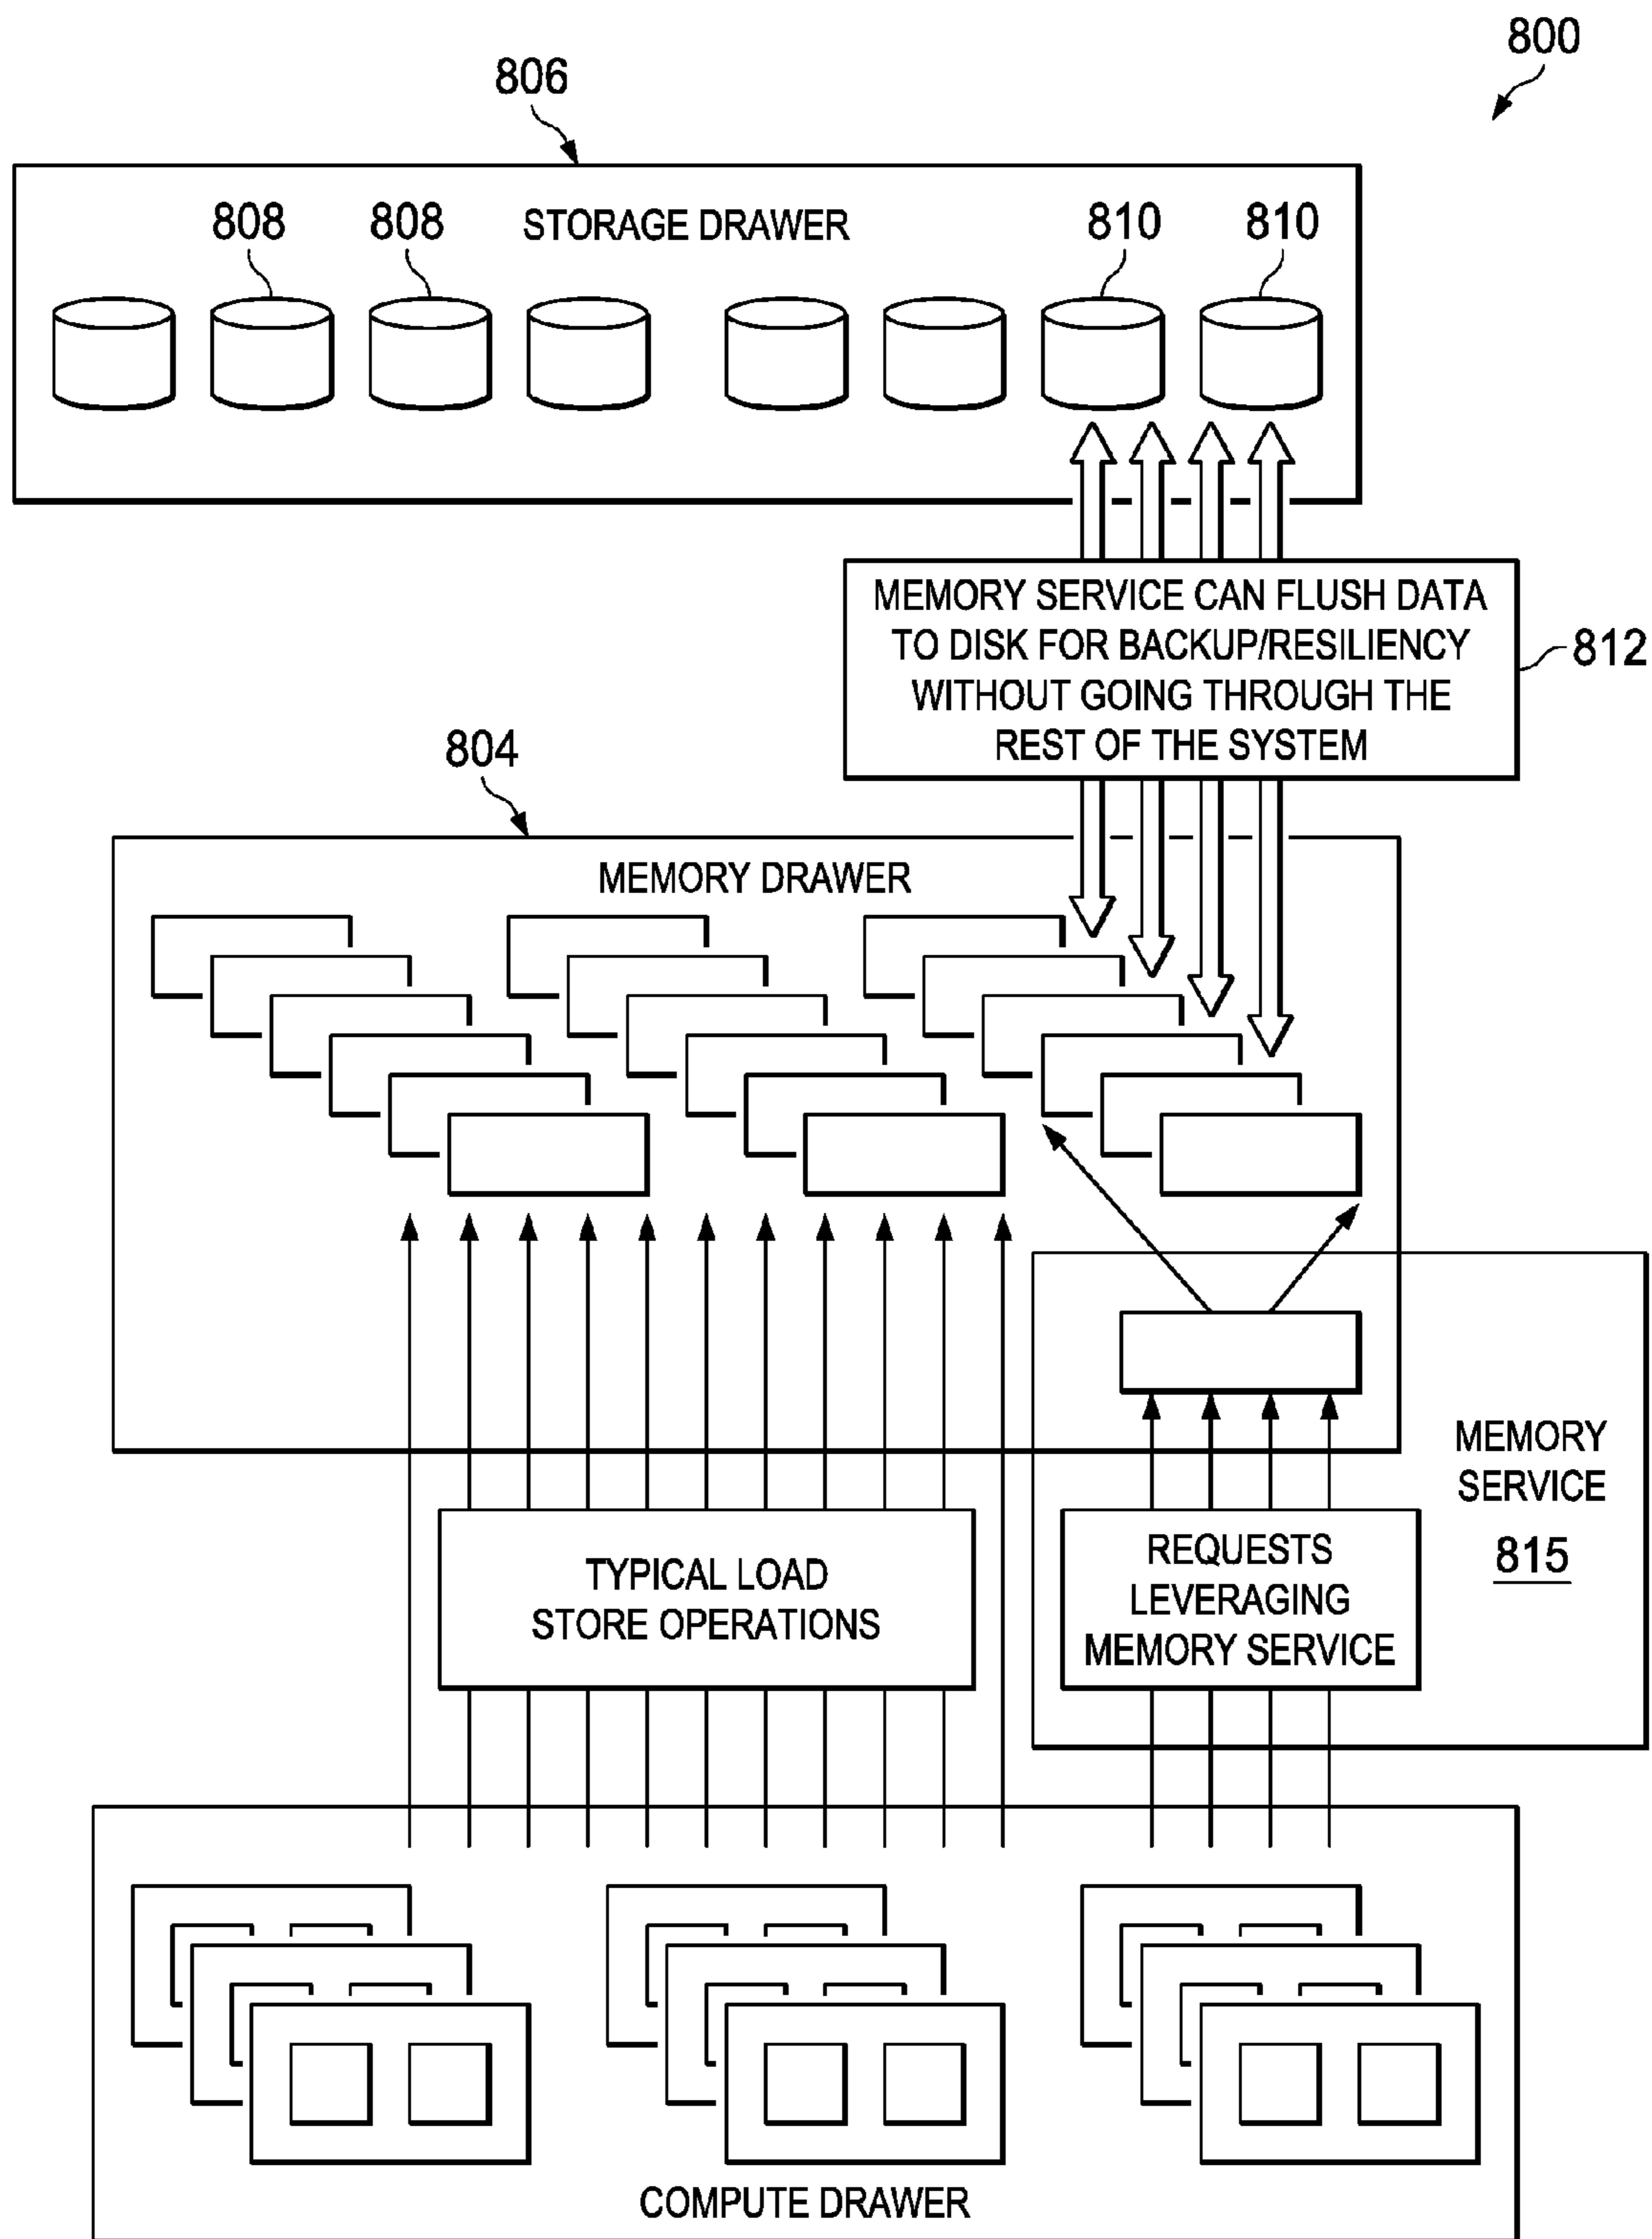 800
806
808 808 STORAGE DRAWER 810 810
MEMORY SERVICE CAN FLUSH DATA
TO DISK FOR BACKUP/RESILIENCY
WITHOUT GOING THROUGH THE
REST OF THE SYSTEM
812
804
MEMORY DRAWER
MEMORY
SERVICE
815
TYPICAL LOAD
STORE OPERATIONS
REQUESTS
LEVERAGING
MEMORY SERVICE
COMPUTE DRAWER